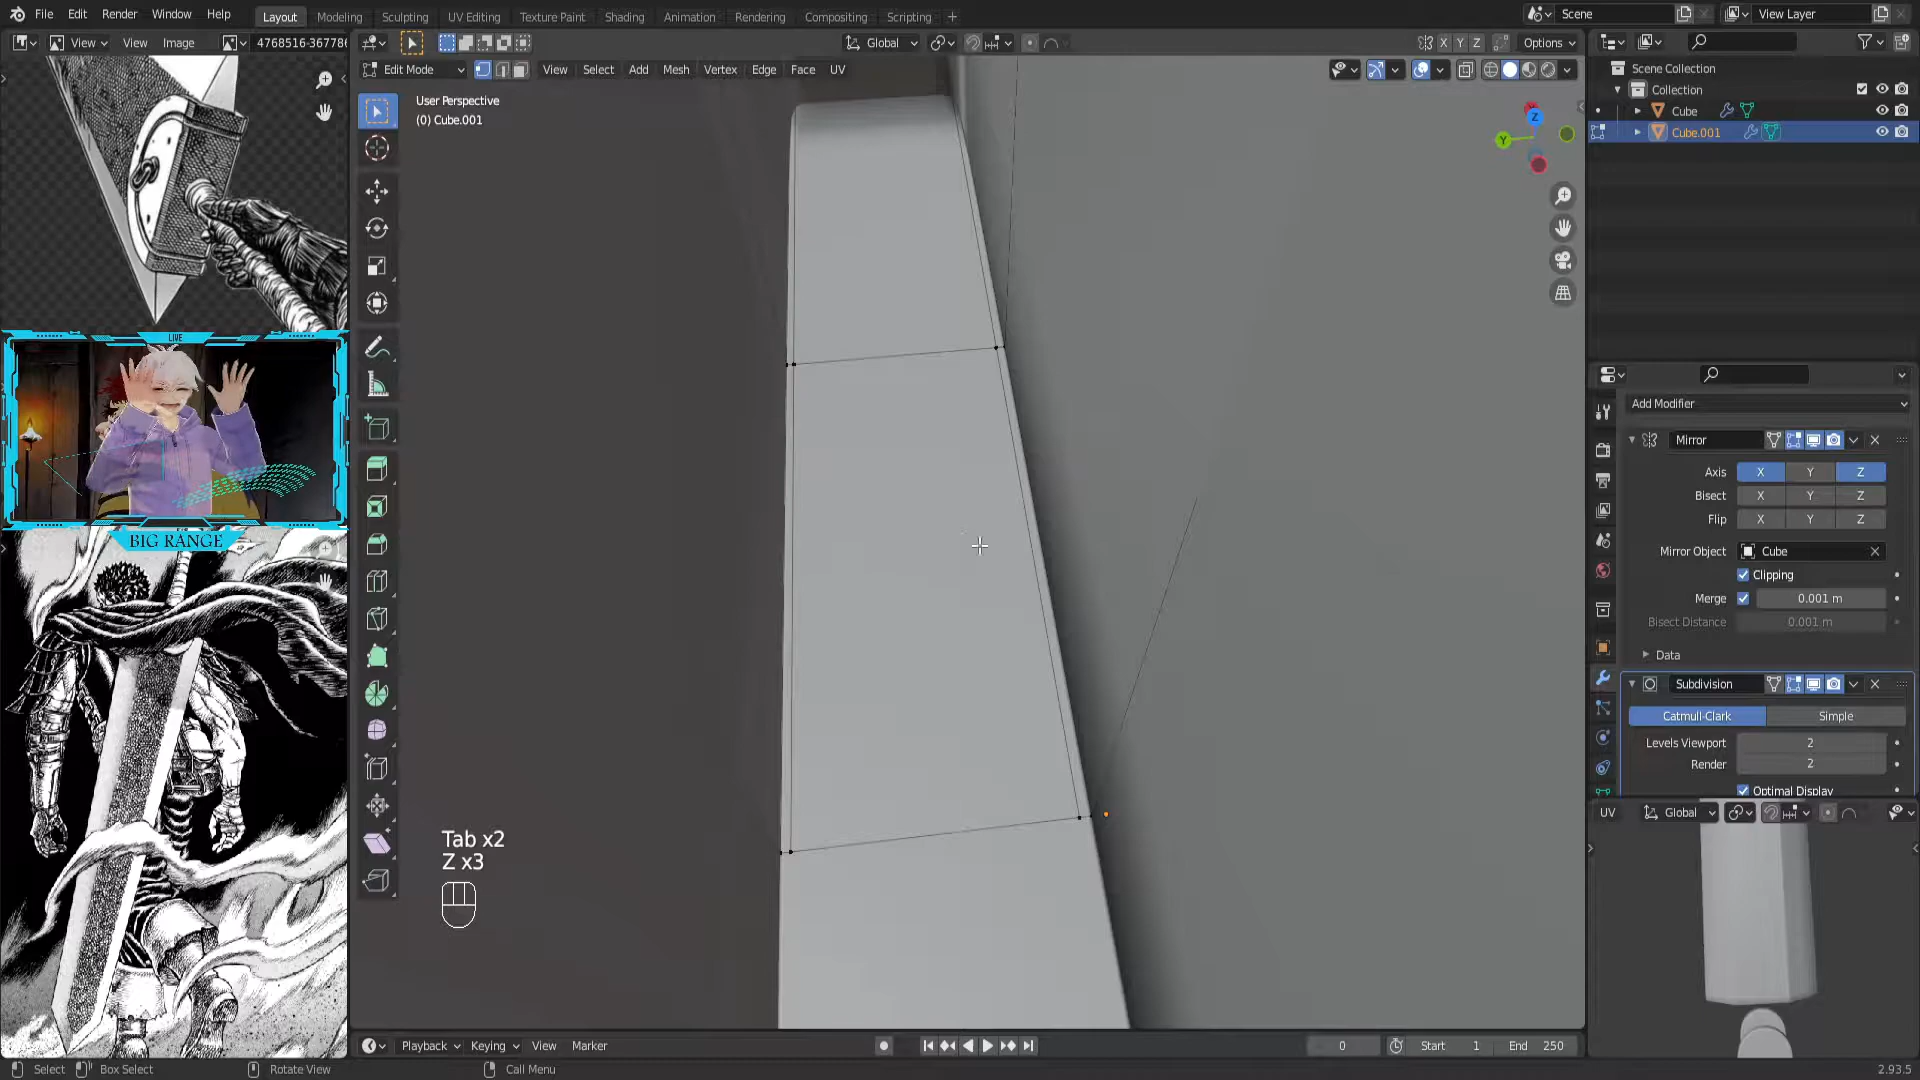 File Edit Render Window Help
Layout Modeling Sculpting UV Editing Texture Paint Shading Animation Rendering Compositing Scripting +
Scene
View Layer
View View Image 4768516-367786
Global
X Y Z Options
Edit Mode View Select Add Mesh Vertex Edge Face UV
User Perspective
(0) Cube.001
Z
Y
Scene Collection
Collection
Cube
Cube.001
LIVE
BIG RANGE
Add Modifier
Mirror
Axis X Y Z
Bisect X Y Z
Flip X Y Z
Mirror Object Cube
Clipping
Merge 0.001 m
Bisect Distance 0.001 m
Data
Subdivision
Catmull-Clark Simple
Levels Viewport 2
Render 2
Optimal Display
UV Global
Tab x2
Z x3
Playback Keying View Marker
0 Start 1 End 250
Select Box Select Rotate View Call Menu
2.93.5